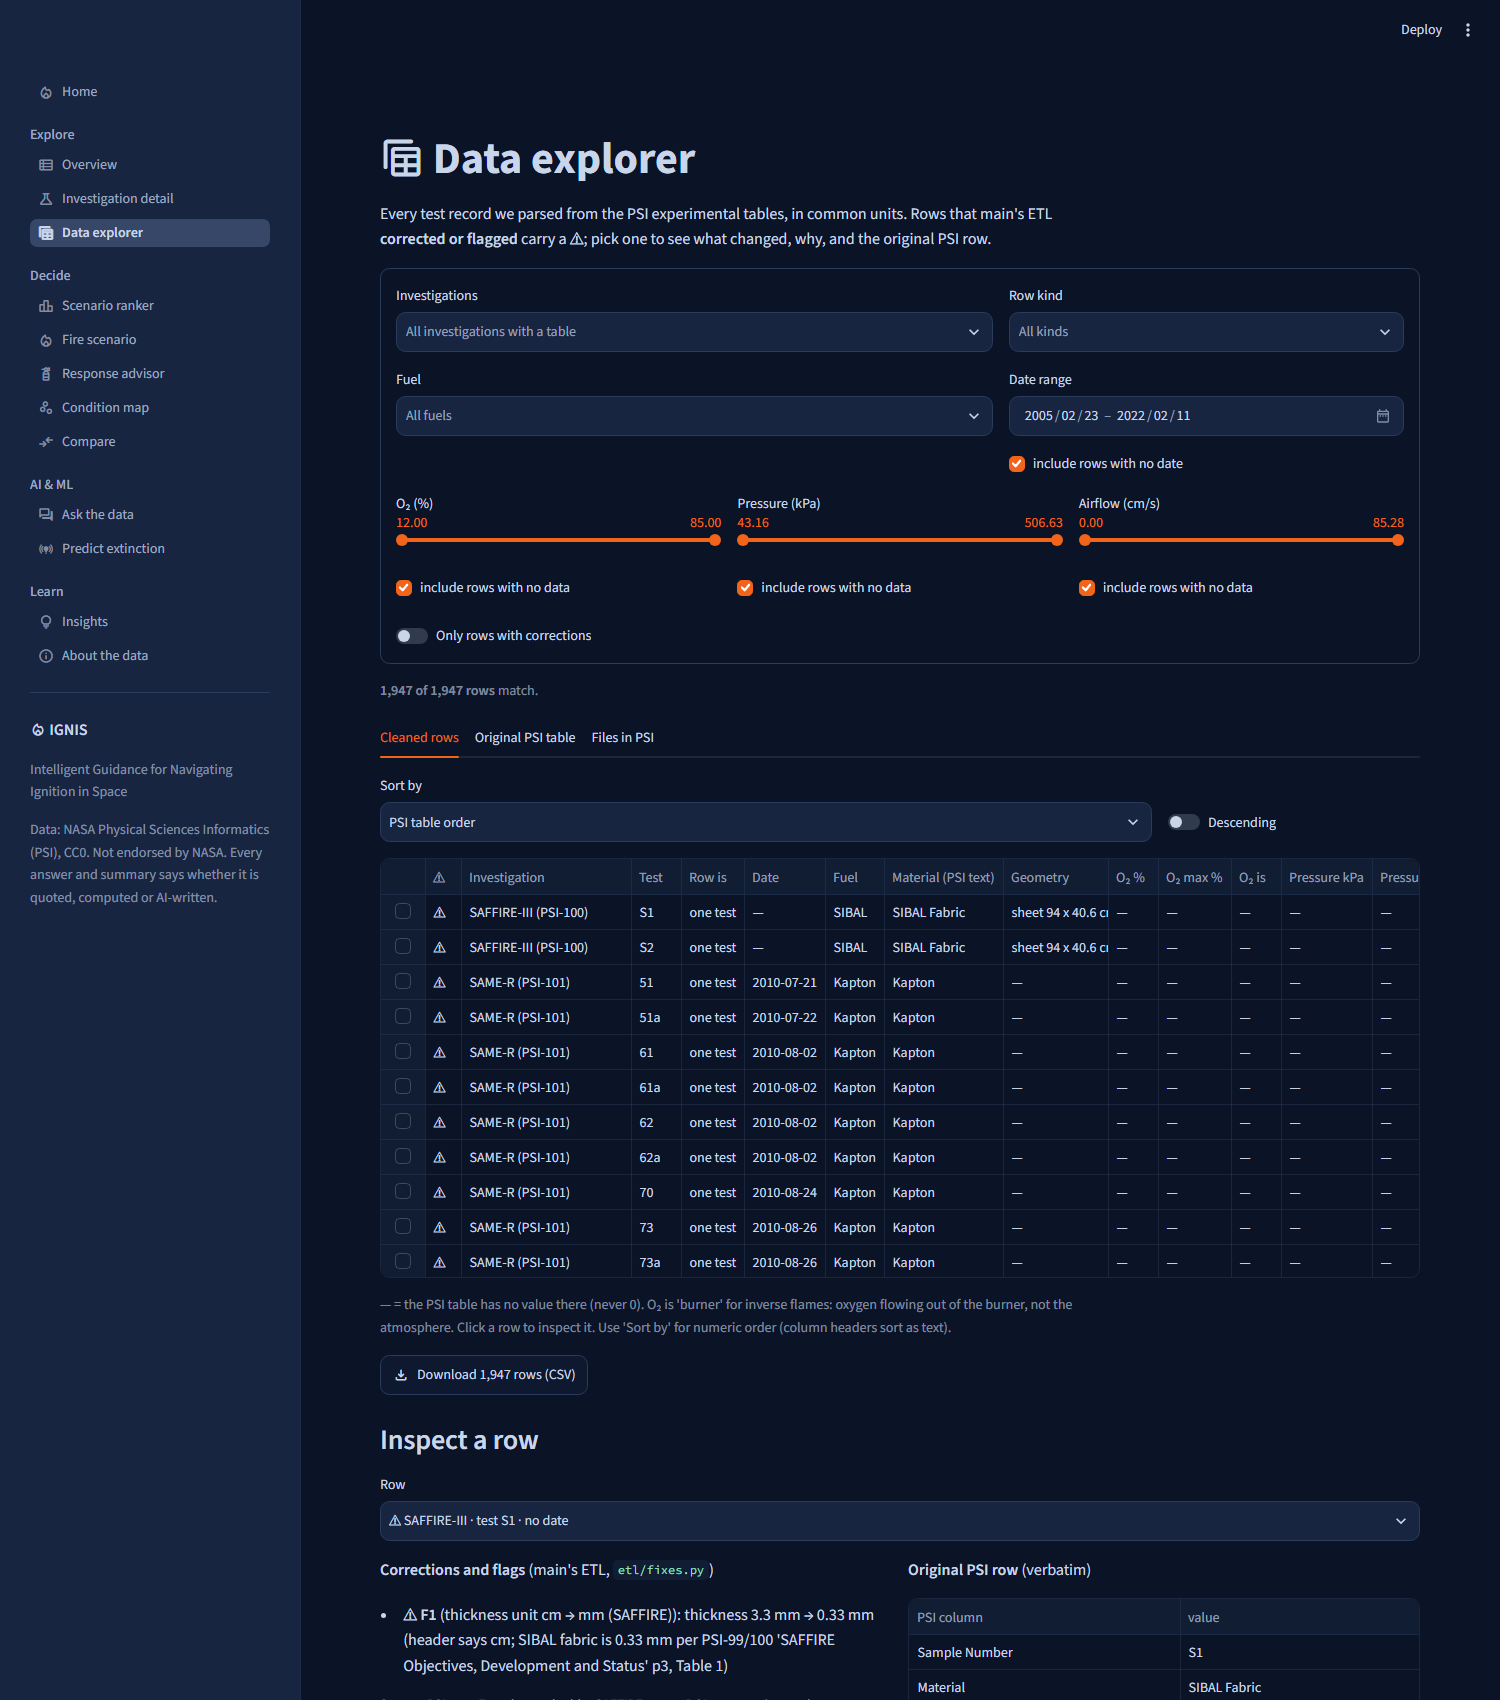 Deploy
Home
Explore
Overview
Investigation detail
Data explorer
Decide
Scenario ranker
Fire scenario
Response advisor
Condition map
Compare
AI & ML
Ask the data
Predict extinction
Learn
Insights
About the data
IGNIS
Intelligent Guidance for Navigating
Ignition in Space
Data: NASA Physical Sciences Informatics
(PSI), CC0. Not endorsed by NASA. Every
answer and summary says whether it is
quoted, computed or AI-written.
Data explorer
Every test record we parsed from the PSI experimental tables, in common units. Rows that main's ETL
corrected or flagged carry a ⚠; pick one to see what changed, why, and the original PSI row.
Investigations Row kind
All investigations with a table All kinds
Fuel Date range
All fuels 2005/02/23 – 2022/02/11
include rows with no date
O₂ (%) Pressure (kPa) Airflow (cm/s)
12.00 85.00 43.16 506.63 0.00 85.28
include rows with no data include rows with no data include rows with no data
Only rows with corrections
1,947 of 1,947 rows match.
Cleaned rows Original PSI table Files in PSI
Sort by
PSI table order Descending
⚠ Investigation Test Row is Date Fuel Material (PSI text) Geometry O₂ % O₂ max % O₂ is Pressure kPa Pressu
⚠ SAFFIRE-III (PSI-100) S1 one test — SIBAL SIBAL Fabric sheet 94 x 40.6 c — — — — —
⚠ SAFFIRE-III (PSI-100) S2 one test — SIBAL SIBAL Fabric sheet 94 x 40.6 c — — — — —
⚠ SAME-R (PSI-101) 51 one test 2010-07-21 Kapton Kapton — — — — — —
⚠ SAME-R (PSI-101) 51a one test 2010-07-22 Kapton Kapton — — — — — —
⚠ SAME-R (PSI-101) 61 one test 2010-08-02 Kapton Kapton — — — — — —
⚠ SAME-R (PSI-101) 61a one test 2010-08-02 Kapton Kapton — — — — — —
⚠ SAME-R (PSI-101) 62 one test 2010-08-02 Kapton Kapton — — — — — —
⚠ SAME-R (PSI-101) 62a one test 2010-08-02 Kapton Kapton — — — — — —
⚠ SAME-R (PSI-101) 70 one test 2010-08-24 Kapton Kapton — — — — — —
⚠ SAME-R (PSI-101) 73 one test 2010-08-26 Kapton Kapton — — — — — —
⚠ SAME-R (PSI-101) 73a one test 2010-08-26 Kapton Kapton — — — — — —
— = the PSI table has no value there (never 0). O₂ is 'burner' for inverse flames: oxygen flowing out of the burner, not the
atmosphere. Click a row to inspect it. Use 'Sort by' for numeric order (column headers sort as text).
Download 1,947 rows (CSV)
Inspect a row
Row
⚠ SAFFIRE-III · test S1 · no date
Corrections and flags (main's ETL, etl/fixes.py )
• ⚠ F1 (thickness unit cm → mm (SAFFIRE)): thickness 3.3 mm → 0.33 mm
(header says cm; SIBAL fabric is 0.33 mm per PSI-99/100 'SAFFIRE
Objectives, Development and Status' p3, Table 1)
Original PSI row (verbatim)
PSI column value
Sample Number S1
Material SIBAL Fabric